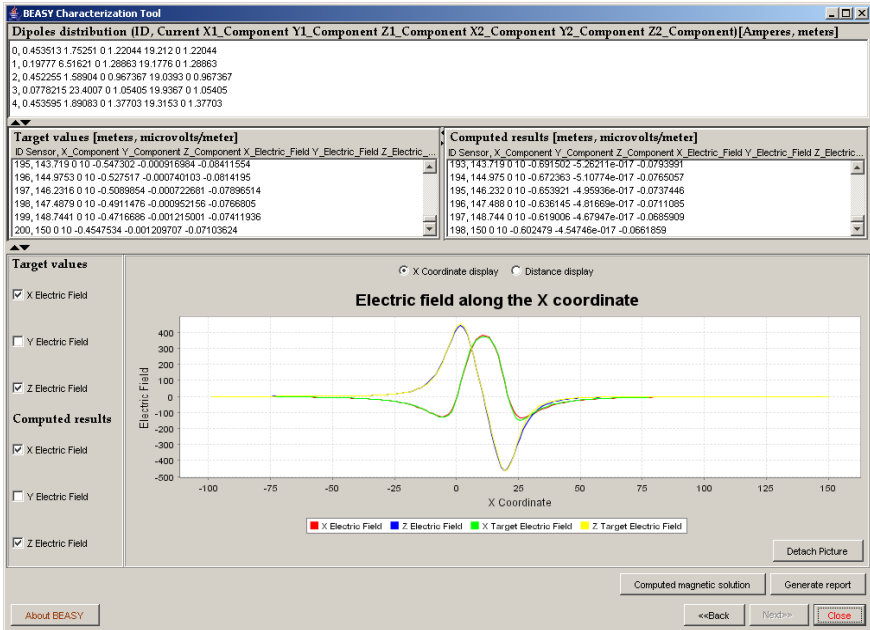 BEASY Characterization Tool
Dipoles distribution (ID, Current X1_Component Y1_Component Z1_Component X2_Component Y2_Component Z2_Component)[Amperes, meters]
0, 0.453513 1.75251 0 1.22044 19.212 0 1.22044
1, 0.19777 6.51621 0 1.28863 19.1776 0 1.28863
2, 0.452255 1.58904 0 0.967367 19.0393 0 0.967367
3, 0.0778215 23.4007 0 1.05405 19.9367 0 1.05405
4, 0.453595 1.89083 0 1.37703 19.3153 0 1.37703
Target values [meters, microvolts/meter]
ID Sensor, X_Component Y_Component Z_Component X_Electric_Field Y_Electric_Field Z_Electric_...
195, 143.719 0 10 -0.547302 -0.000916984 -0.08411554
196, 144.9753 0 10 -0.527517 -0.000740103 -0.0814195
197, 146.2316 0 10 -0.5089854 -0.000722681 -0.07896514
198, 147.4879 0 10 -0.4911476 -0.000952156 -0.0766805
199, 148.7441 0 10 -0.4716686 -0.001215001 -0.07411936
200, 150 0 10 -0.4547534 -0.001209707 -0.07103624
Computed results [meters, microvolts/meter]
ID Sensor, X_Component Y_Component Z_Component X_Electric_Field Y_Electric_Field Z_Electric...
193, 143.719 0 10 -0.691502 -5.26211e-017 -0.0793991
194, 144.975 0 10 -0.672363 -5.10774e-017 -0.0765057
195, 146.232 0 10 -0.653921 -4.95936e-017 -0.0737446
196, 147.488 0 10 -0.636145 -4.81669e-017 -0.0711085
197, 148.744 0 10 -0.619006 -4.67947e-017 -0.0685909
198, 150 0 10 -0.602479 -4.54746e-017 -0.0661859
Target values
X Electric Field
Y Electric Field
Z Electric Field
Computed results
X Electric Field
Y Electric Field
Z Electric Field
X Coordinate display Distance display
Electric field along the X coordinate
Electric Field
400
300
200
100
0
-100
-200
-300
-400
-500
-100 -75 -50 -25 0 25 50 75 100 125 150
X Coordinate
X Electric Field Z Electric Field X Target Electric Field Z Target Electric Field
Detach Picture
Computed magnetic solution Generate report
About BEASY <<Back Next>> Close